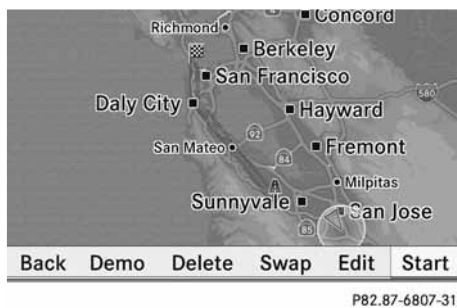 Concord
Richmond
Berkeley
San Francisco
Daly City
Hayward
580
92
San Mateo
84
Fremont
Milpitas
Sunnyvale
San Jose
85
Back Demo Delete Swap Edit Start
P82.87-6807-31